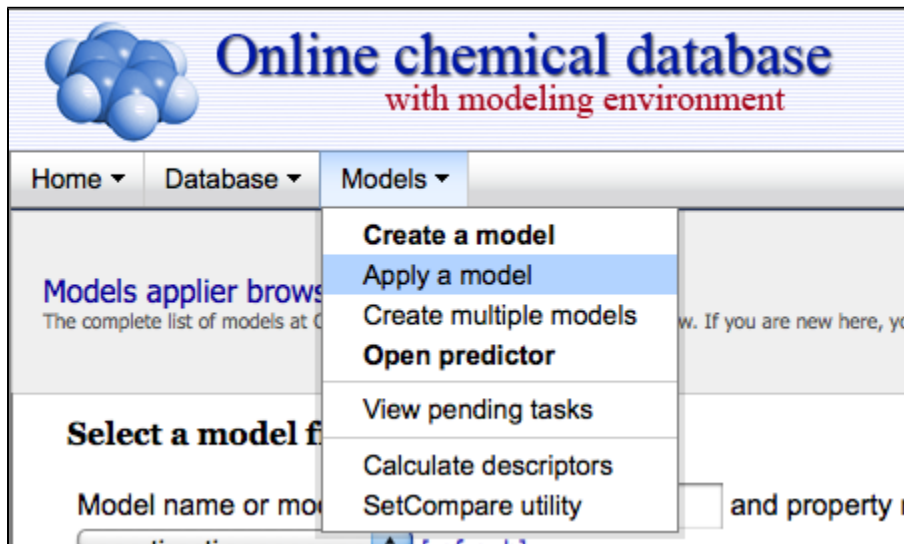 Online chemical database
with modeling environment
Home Database Models
Create a model
Apply a model
Models applier brows
The complete list of models at w. If you are new here,
Create multiple models
Open predictor
View pending tasks
Select a model
Calculate descriptors
Model name or SetCompare utility and property